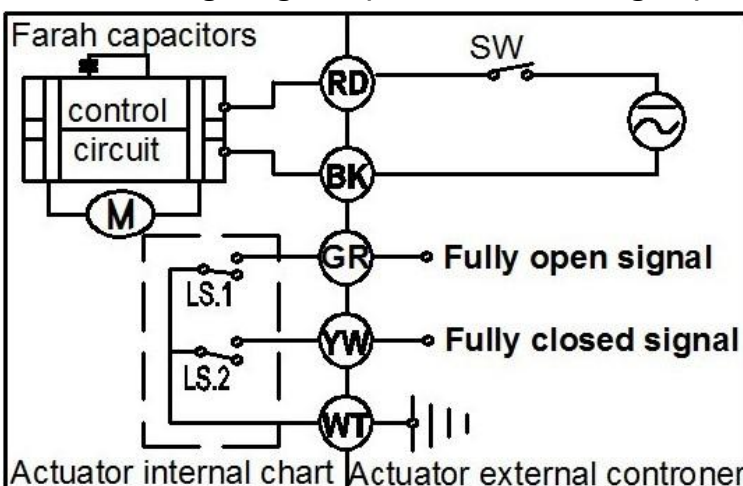 Farah capacitors
SW
RD
control
circuit
BK
M
GR
Fully open signal
LS.1
YW
Fully closed signal
LS.2
WT
Actuator internal chart
Actuator external controner